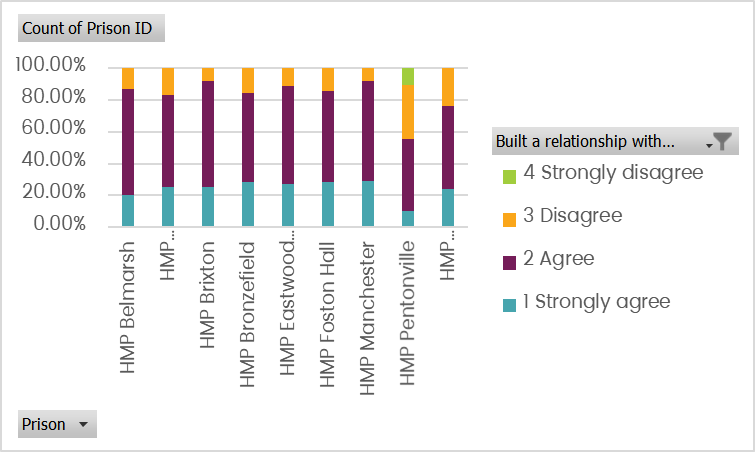 Count of Prison ID
100.00%
80.00%
60.00%
40.00%
20.00%
0.00%
HMP Belmarsh
HMP...
HMP Brixton
HMP Bronzefield
HMP Eastwood...
HMP Foston Hall
HMP Manchester
HMP Pentonville
HMP...
Built a relationship with...
4 Strongly disagree
3 Disagree
2 Agree
1 Strongly agree
Prison